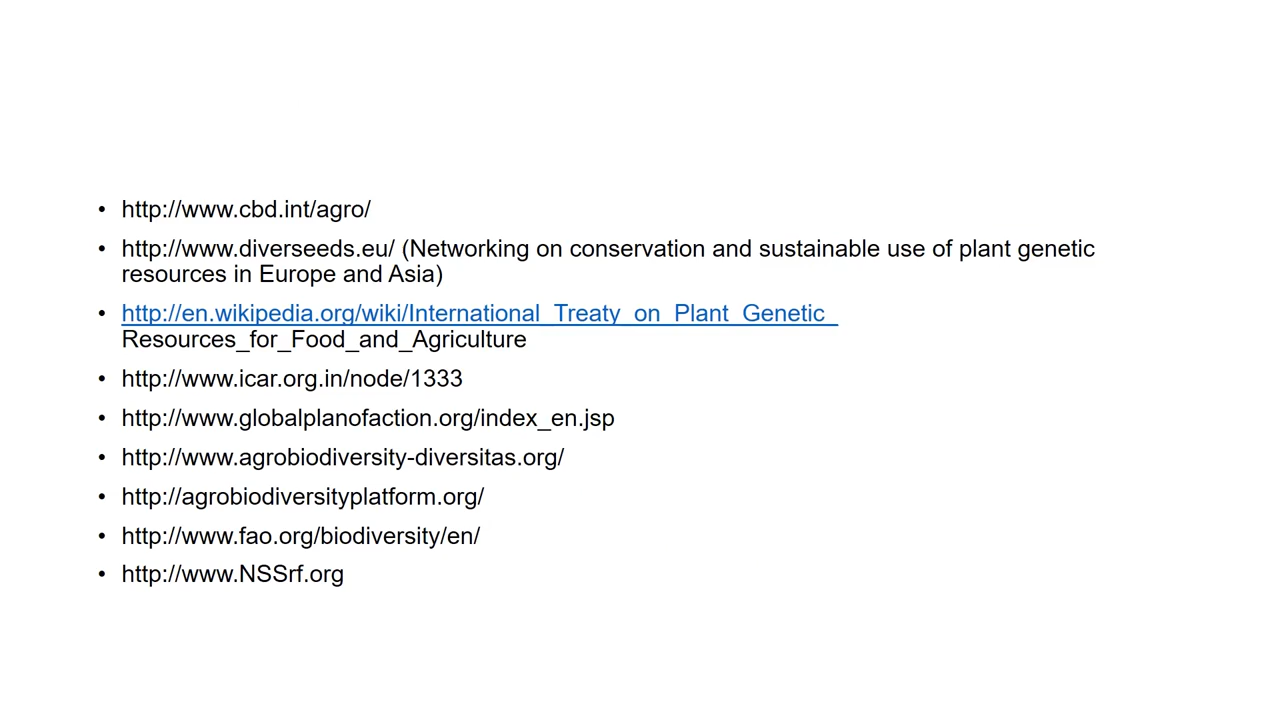 • http://www.cbd.int/agro/
• http://www.diverseeds.eu/ (Networking on conservation and sustainable use of plant genetic
resources in Europe and Asia)
• http://en.wikipedia.org/wiki/International_Treaty_on_Plant_Genetic_
Resources_for_Food_and_Agriculture
• http://www.icar.org.in/node/1333
• http://www.globalplanofaction.org/index_en.jsp
• http://www.agrobiodiversity-diversitas.org/
• http://agrobiodiversityplatform.org/
• http://www.fao.org/biodiversity/en/
• http://www.NSSrf.org